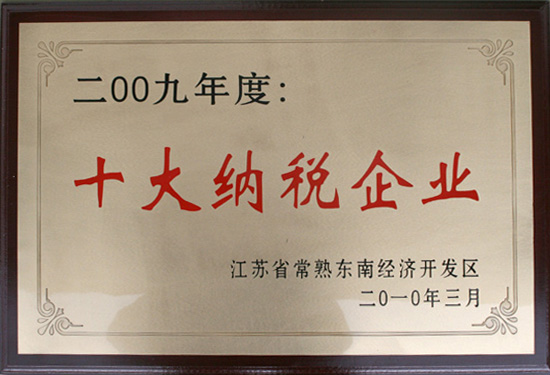 二00九年度:
十大纳税企业
江苏省常熟东南经济开发区
二0一0年三月